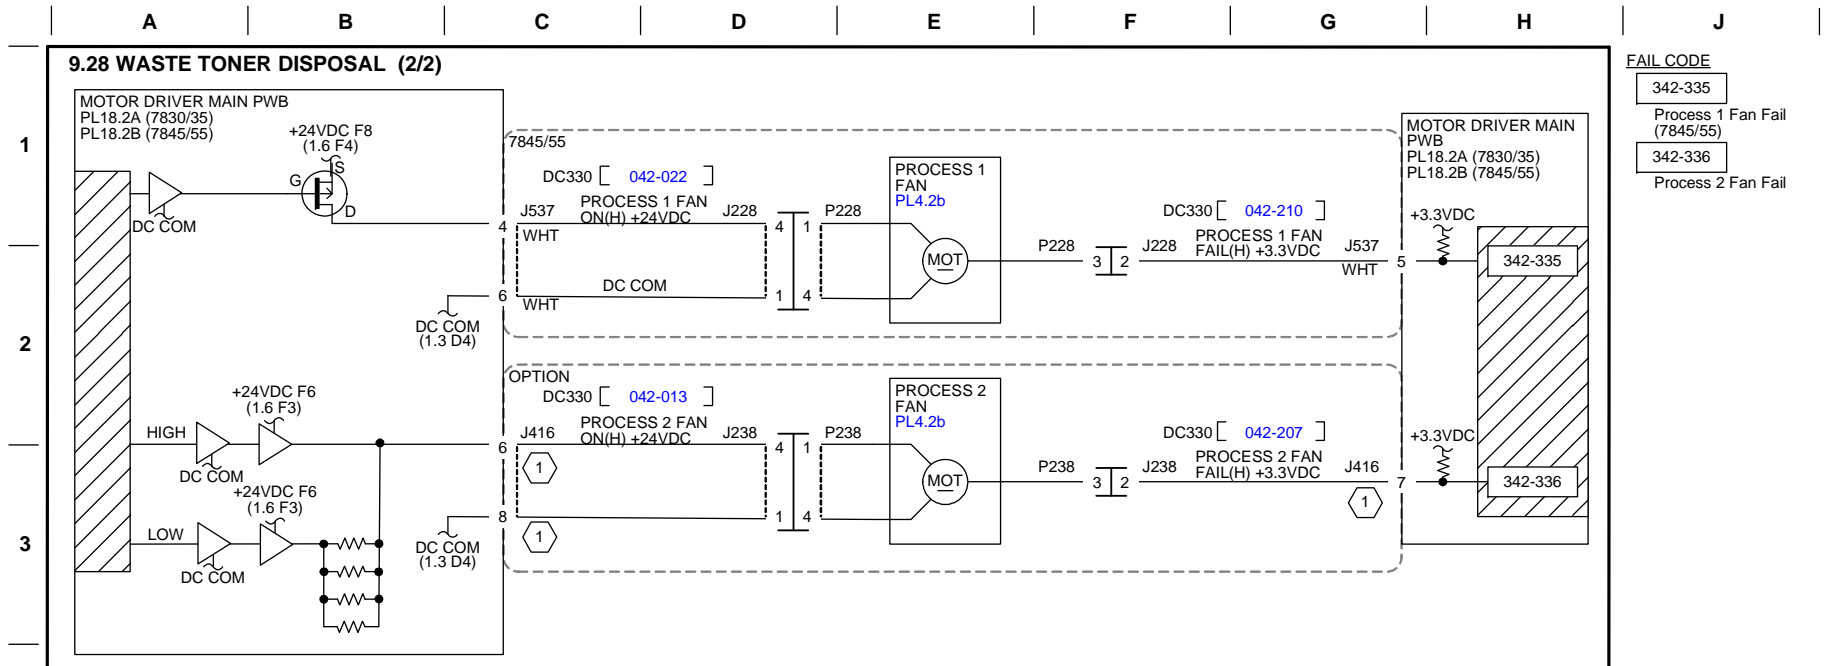 A B C D E F G H J
9.28 WASTE TONER DISPOSAL (2/2)
FAIL CODE
342-335
Process 1 Fan Fail
(7845/55)
342-336
Process 2 Fan Fail
1
2
3
MOTOR DRIVER MAIN PWB
PL18.2A (7830/35)
PL18.2B (7845/55)
+24VDC F8
(1.6 F4)
S
G
D
DC COM
7845/55
DC330 [ 042-022 ]
PROCESS 1 FAN
ON(H) +24VDC
J537
J228
4
WHT
4 1
P228
PROCESS 1
FAN
PL4.2b
MOT
DC COM
6
WHT
1 4
DC COM
(1.3 D4)
P228
3 2
J228
DC330 [ 042-210 ]
PROCESS 1 FAN
FAIL(H) +3.3VDC
J537
WHT
5
MOTOR DRIVER MAIN
PWB
PL18.2A (7830/35)
PL18.2B (7845/55)
+3.3VDC
342-335
+24VDC F6
(1.6 F3)
HIGH
DC COM
+24VDC F6
(1.6 F3)
LOW
DC COM
OPTION
DC330 [ 042-013 ]
PROCESS 2 FAN
ON(H) +24VDC
J416
J238
6
1
4 1
P238
PROCESS 2
FAN
PL4.2b
MOT
8
1
1 4
DC COM
(1.3 D4)
P238
3 2
J238
DC330 [ 042-207 ]
PROCESS 2 FAN
FAIL(H) +3.3VDC
J416
1
7
+3.3VDC
342-336